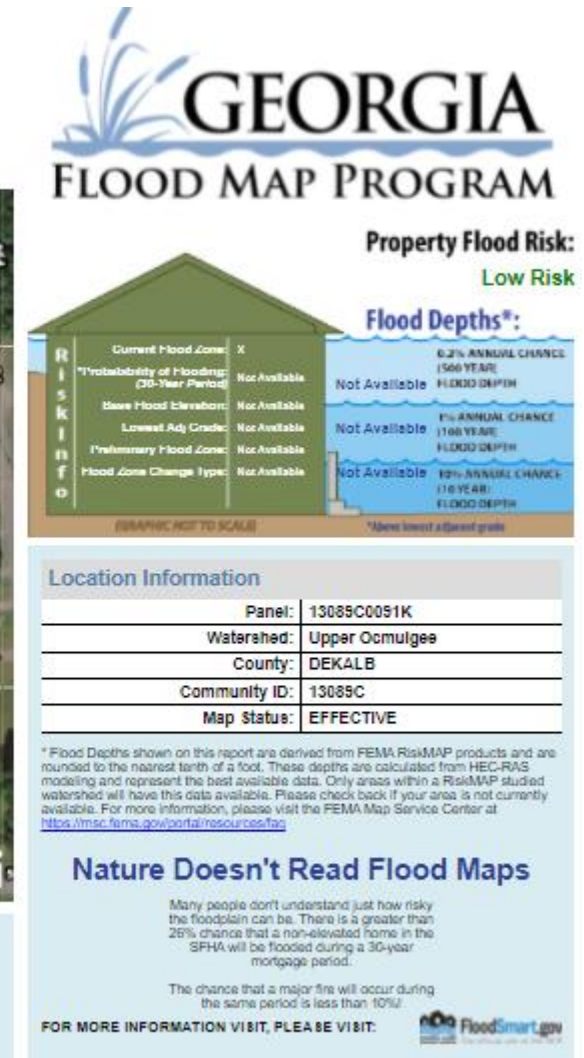 GEORGIA
FLOOD MAP PROGRAM
Property Flood Risk:
Low Risk
Flood Depths*:
Risk Info
Current Flood Zone: X
*Probability of Flooding: Not Available
(30-Year Period)
Base Flood Elevation: Not Available
Lowest Adj Grade: Not Available
Preliminary Flood Zone: Not Available
Flood Zone Change Type: Not Available
Not Available 0.2% ANNUAL CHANCE
(500 YEAR)
FLOOD DEPTH
Not Available 1% ANNUAL CHANCE
(100 YEAR)
FLOOD DEPTH
Not Available 10% ANNUAL CHANCE
(10 YEAR)
FLOOD DEPTH
(GRAPHIC NOT TO SCALE)
*Above lowest adjacent grade
Location Information
Panel: 13089C0091K
Watershed: Upper Ocmulgee
County: DEKALB
Community ID: 13089C
Map Status: EFFECTIVE
* Flood Depths shown on this report are derived from FEMA RiskMAP products and are
rounded to the nearest tenth of a foot. These depths are calculated from HEC-RAS
modeling and represent the best available data. Only areas within a RiskMAP studied
watershed will have this data available. Please check back if your area is not currently
available. For more information, please visit the FEMA Map Service Center at
https://msc.fema.gov/portal/resources/faq
Nature Doesn't Read Flood Maps
Many people don't understand just how risky
the floodplain can be. There is a greater than
26% chance that a non-elevated home in the
SFHA will be flooded during a 30-year
mortgage period.
The chance that a major fire will occur during
the same period is less than 10%!
FOR MORE INFORMATION VISIT, PLEASE VISIT:
FloodSmart.gov